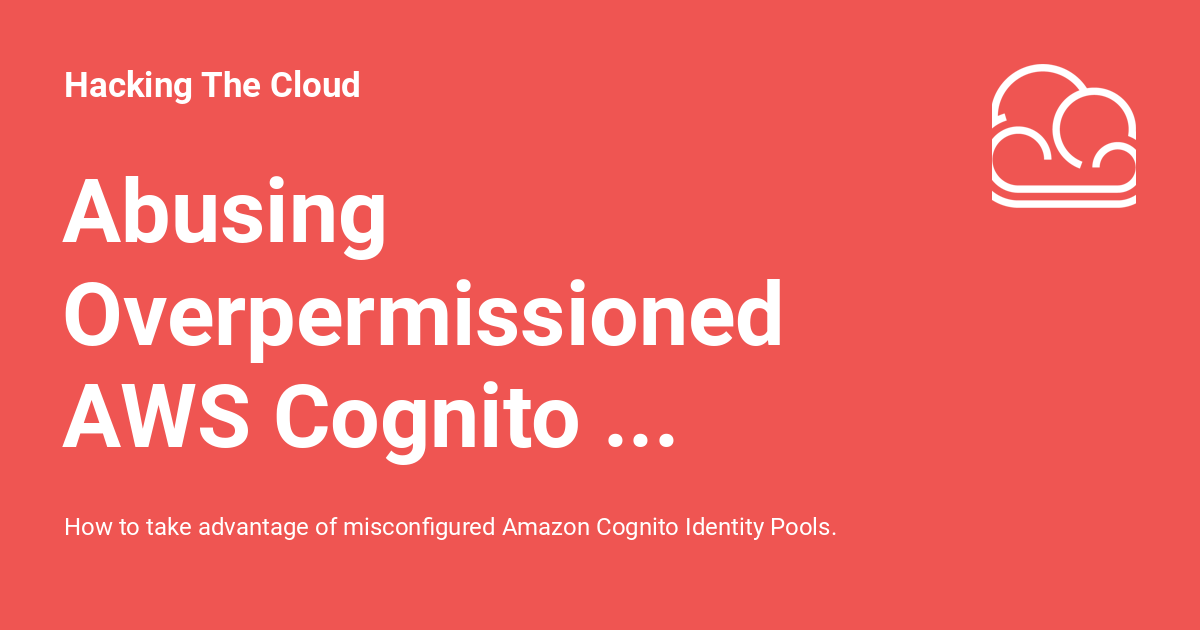 Hacking The Cloud
Abusing
Overpermissioned
AWS Cognito ...
How to take advantage of misconfigured Amazon Cognito Identity Pools.